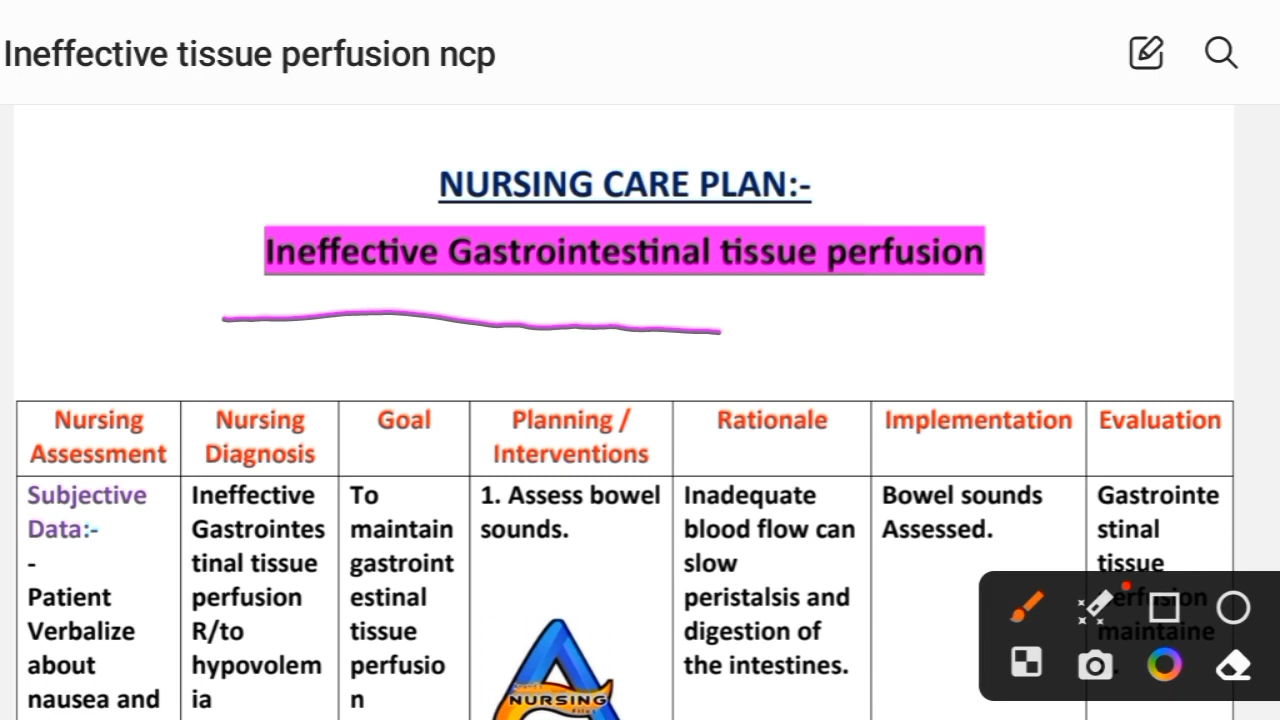 Ineffective tissue perfusion ncp
NURSING CARE PLAN:-
Ineffective Gastrointestinal tissue perfusion
Nursing
Assessment
Nursing
Diagnosis
Goal
Planning /
Interventions
Rationale
Implementation
Evaluation
Subjective
Data:-
-
Patient
Verbalize
about
nausea and
Ineffective
Gastrointes
tinal tissue
perfusion
R/to
hypovolem
ia
To
maintain
gastroint
estinal
tissue
perfusio
n
1. Assess bowel
sounds.
Inadequate
blood flow can
slow
peristalsis and
digestion of
the intestines.
Bowel sounds
Assessed.
Gastrointe
stinal
tissue
perfusion
maintaine
NURSING
Files